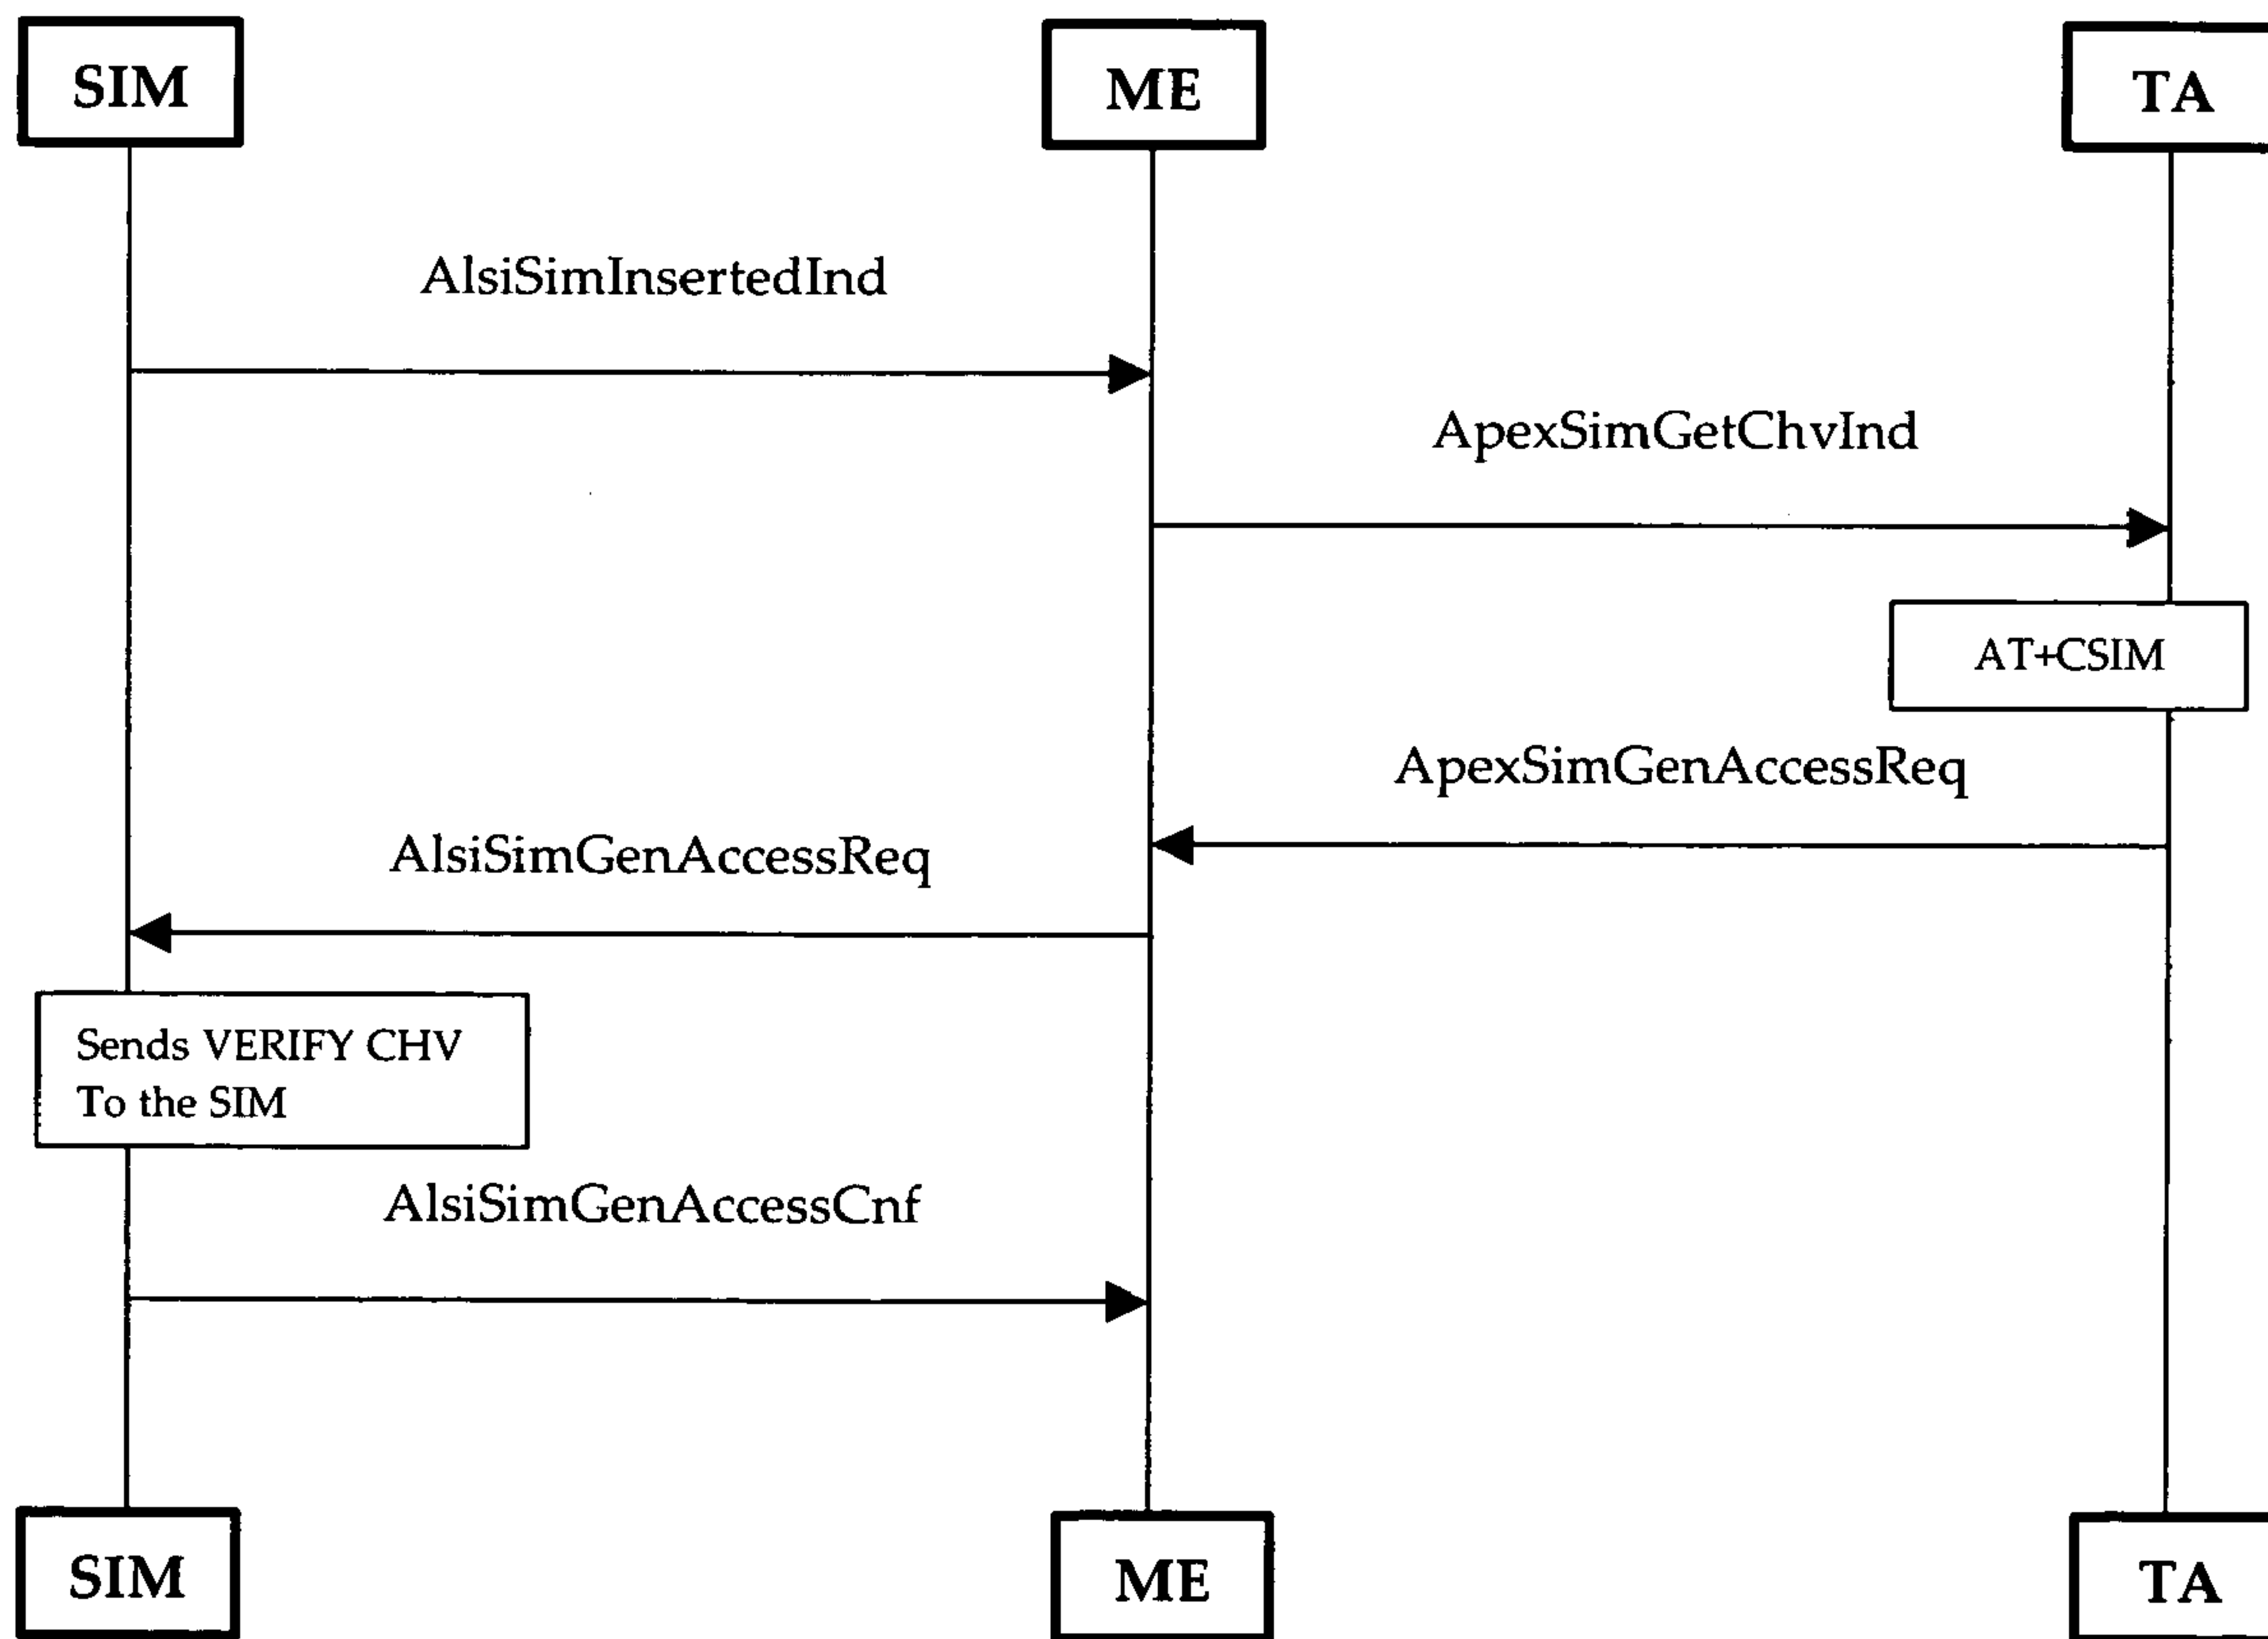 SIM
ME
TA
AlsiSimInsertedInd
ApexSimGetChvInd
AT+CSIM
ApexSimGenAccessReq
AlsiSimGenAccessReq
Sends VERIFY CHV
To the SIM
AlsiSimGenAccessCnf
SIM
ME
TA